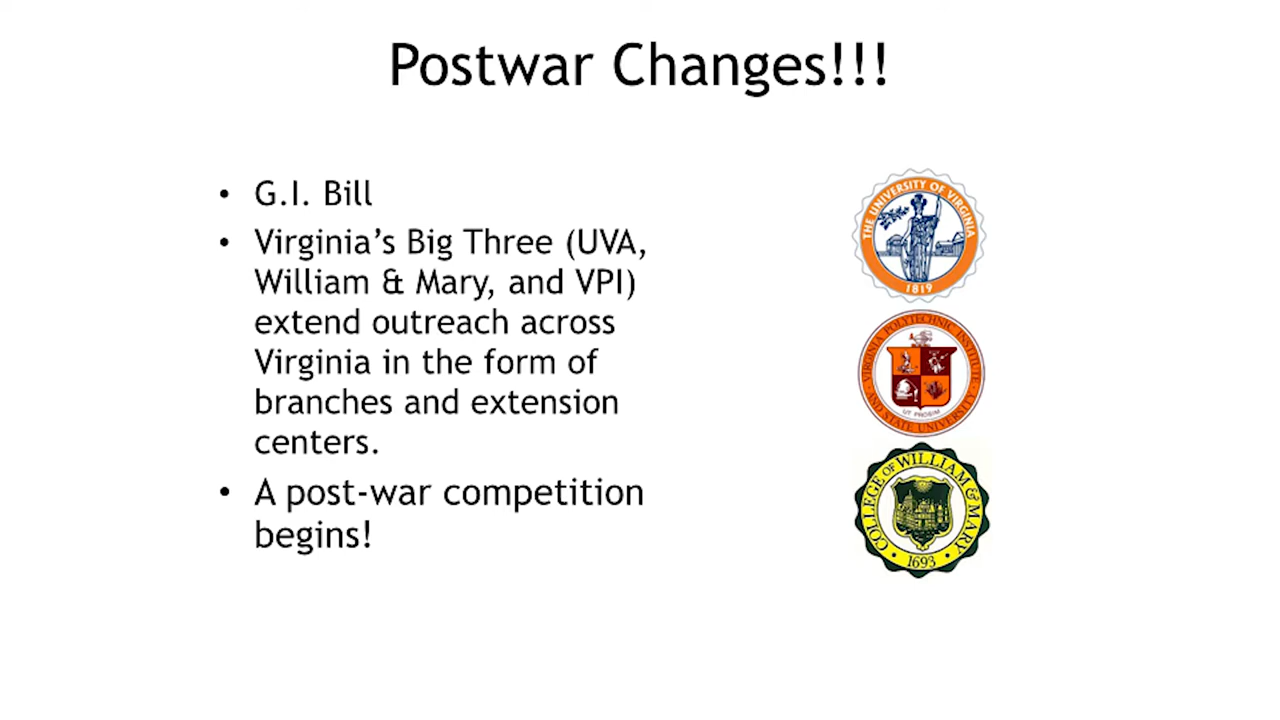 Postwar Changes!!!
• G.I. Bill
• Virginia’s Big Three (UVA,
William & Mary, and VPI)
extend outreach across
Virginia in the form of
branches and extension
centers.
• A post-war competition
begins!
THE UNIVERSITY OF VIRGINIA
1819
VIRGINIA POLYTECHNIC INSTITUTE
AND STATE UNIVERSITY
UT PROSIM
COLLEGE OF WILLIAM & MARY
1693